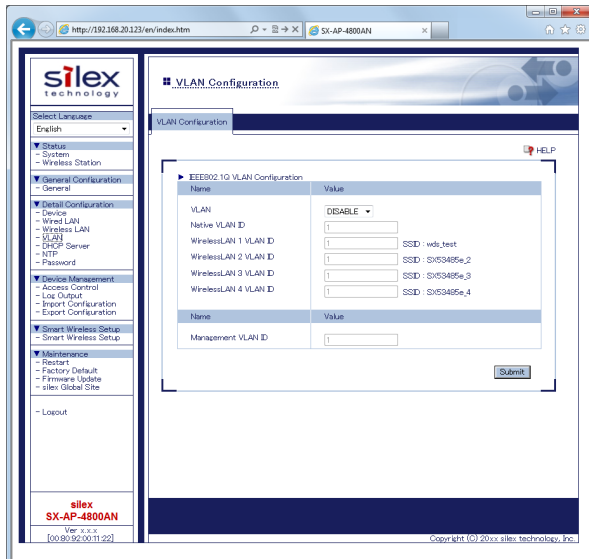 http://192.168.20.123/en/index.htm
SX-AP-4800AN
silex
technology
VLAN Configuration
Select Language
English
VLAN Configuration
▼ Status
– System
– Wireless Station
HELP
▼ General Configuration
– General
▼ Detail Configuration
– Device
– Wired LAN
– Wireless LAN
– VLAN
– DHCP Server
– NTP
– Password
▼ Device Management
– Access Control
– Log Output
– Import Configuration
– Export Configuration
▼ Smart Wireless Setup
– Smart Wireless Setup
▼ Maintenance
– Restart
– Factory Default
– Firmware Update
– silex Global Site
– Logout
silex
SX-AP-4800AN
Ver x.x.x
[00:80:92:00:11:22]
▶ IEEE802.1Q VLAN Configuration
Name Value
VLAN DISABLE
Native VLAN ID 1
WirelessLAN 1 VLAN ID 1 SSID : wds_test
WirelessLAN 2 VLAN ID 1 SSID : SX53485e_2
WirelessLAN 3 VLAN ID 1 SSID : SX53485e_3
WirelessLAN 4 VLAN ID 1 SSID : SX53485e_4
Name Value
Management VLAN ID 1
Submit
Copyright (C) 20xx silex technology, Inc.